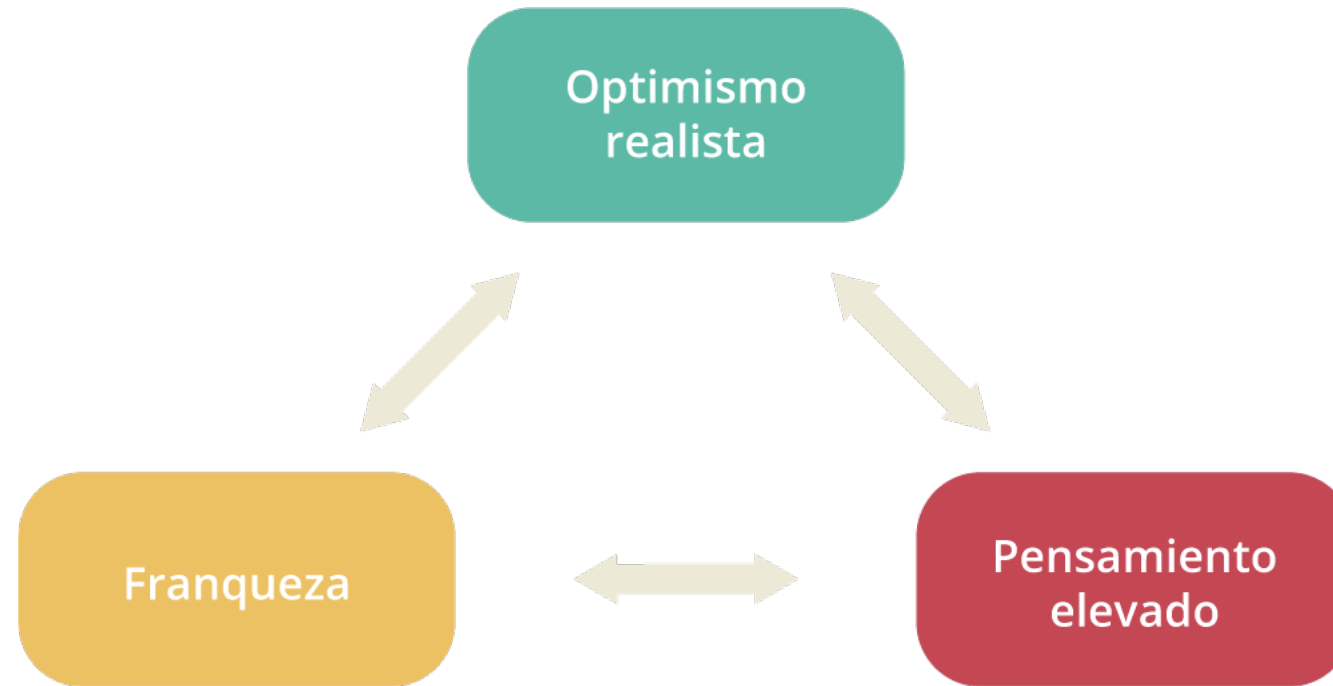 Optimismo
realista
Franqueza
Pensamiento
elevado